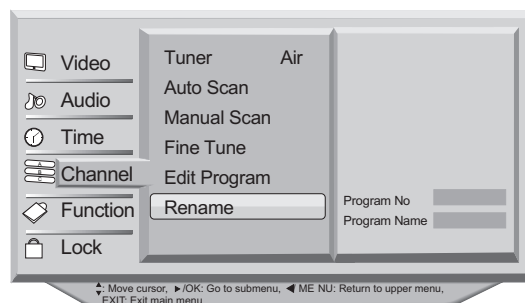 Video
Audio
Time
Channel
Function
Lock
Tuner Air
Auto Scan
Manual Scan
Fine Tune
Edit Program
Rename
Program No
Program Name
: Move cursor, ►/OK: Go to submenu, ◄ ME NU: Return to upper menu,
EXIT: Exit main menu